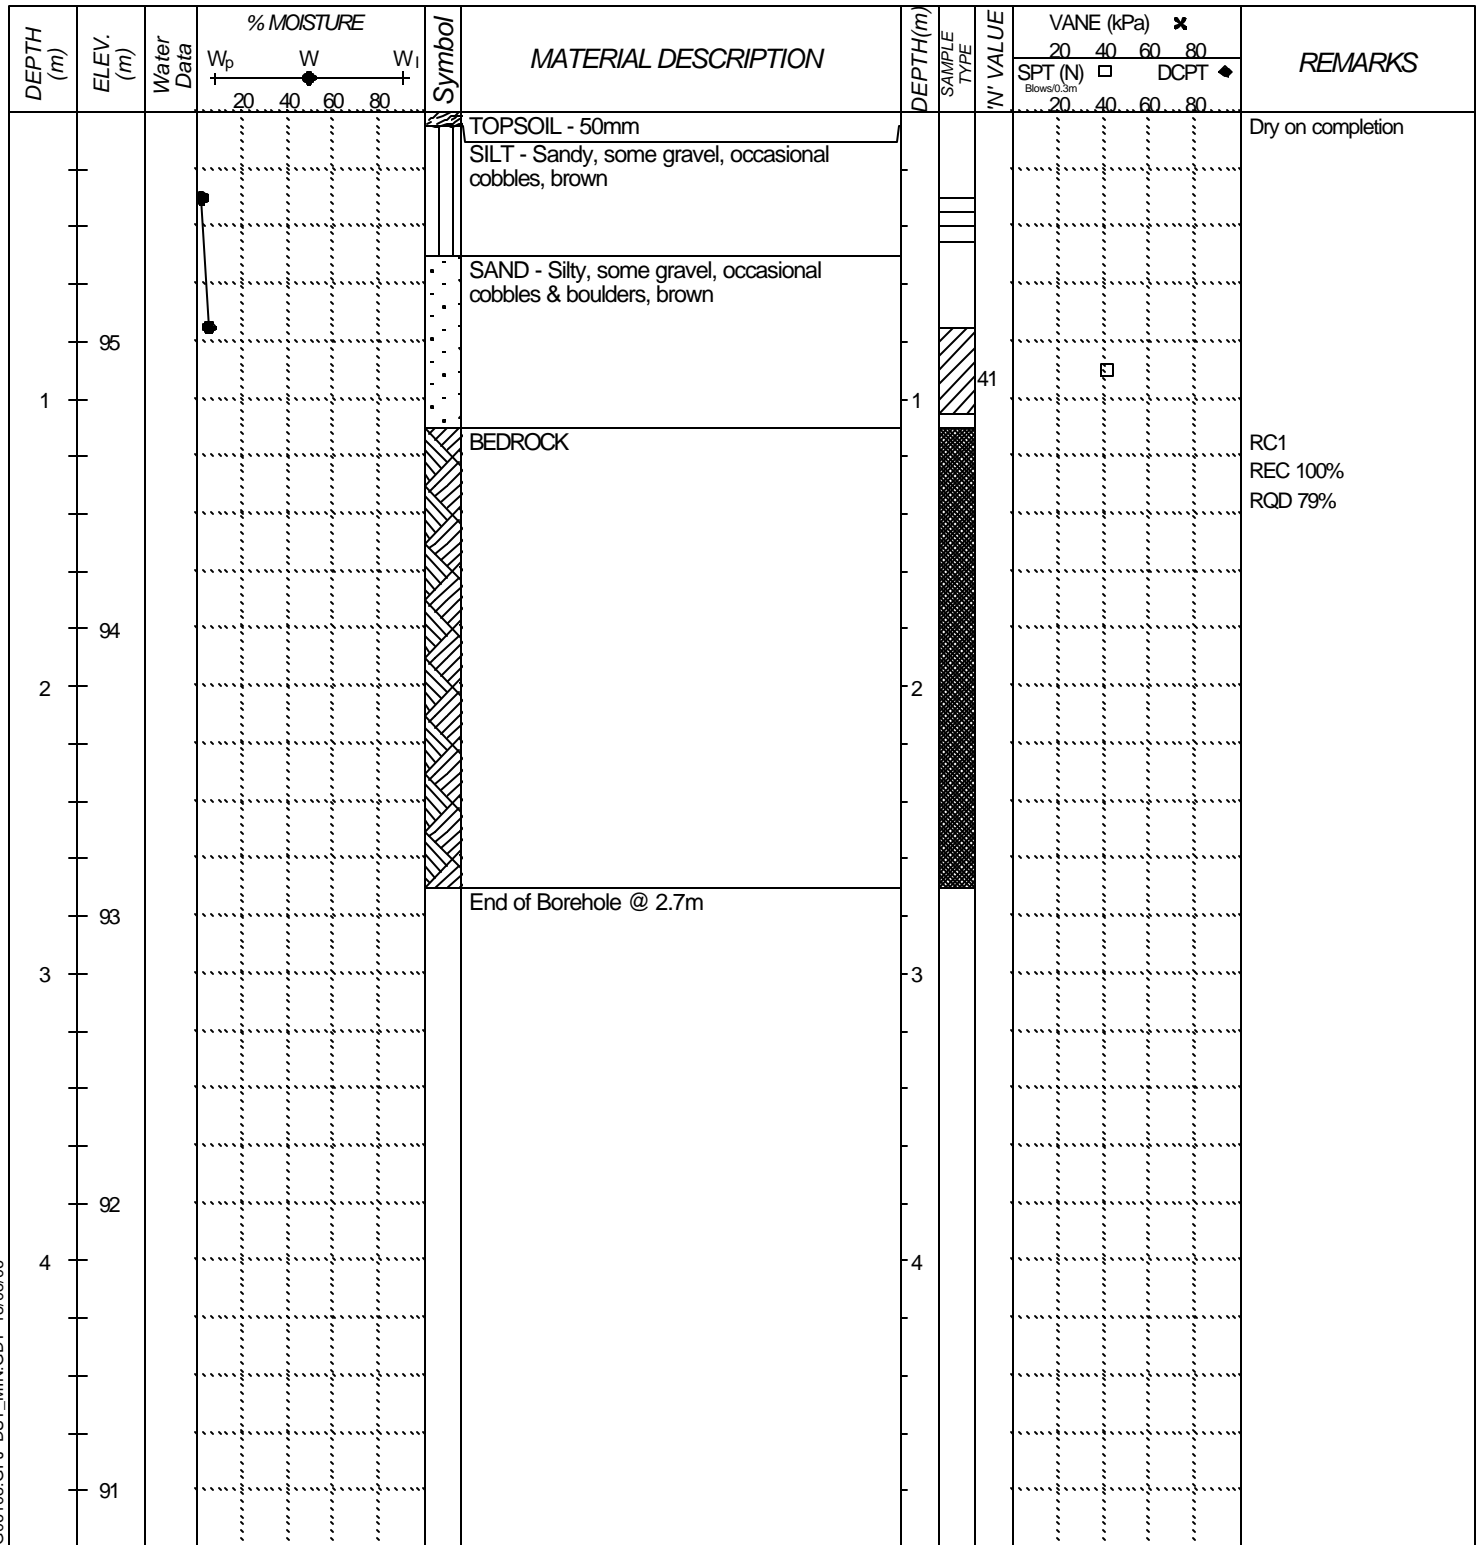 DEPTH (m)
ELEV. (m)
Water Data
% MOISTURE
Wp W Wl
20 40 60 80
Symbol
MATERIAL DESCRIPTION
DEPTH(m)
SAMPLE TYPE
'N' VALUE
VANE (kPa)
20 40 60 80
SPT (N) DCPT
Blows/0.3m
20 40 60 80
REMARKS
TOPSOIL - 50mm
Dry on completion
SILT - Sandy, some gravel, occasional
cobbles, brown
SAND - Silty, some gravel, occasional
cobbles & boulders, brown
95
41
1 1
BEDROCK
RC1
REC 100%
RQD 79%
94
2 2
End of Borehole @ 2.7m
93
3 3
92
4 4
91